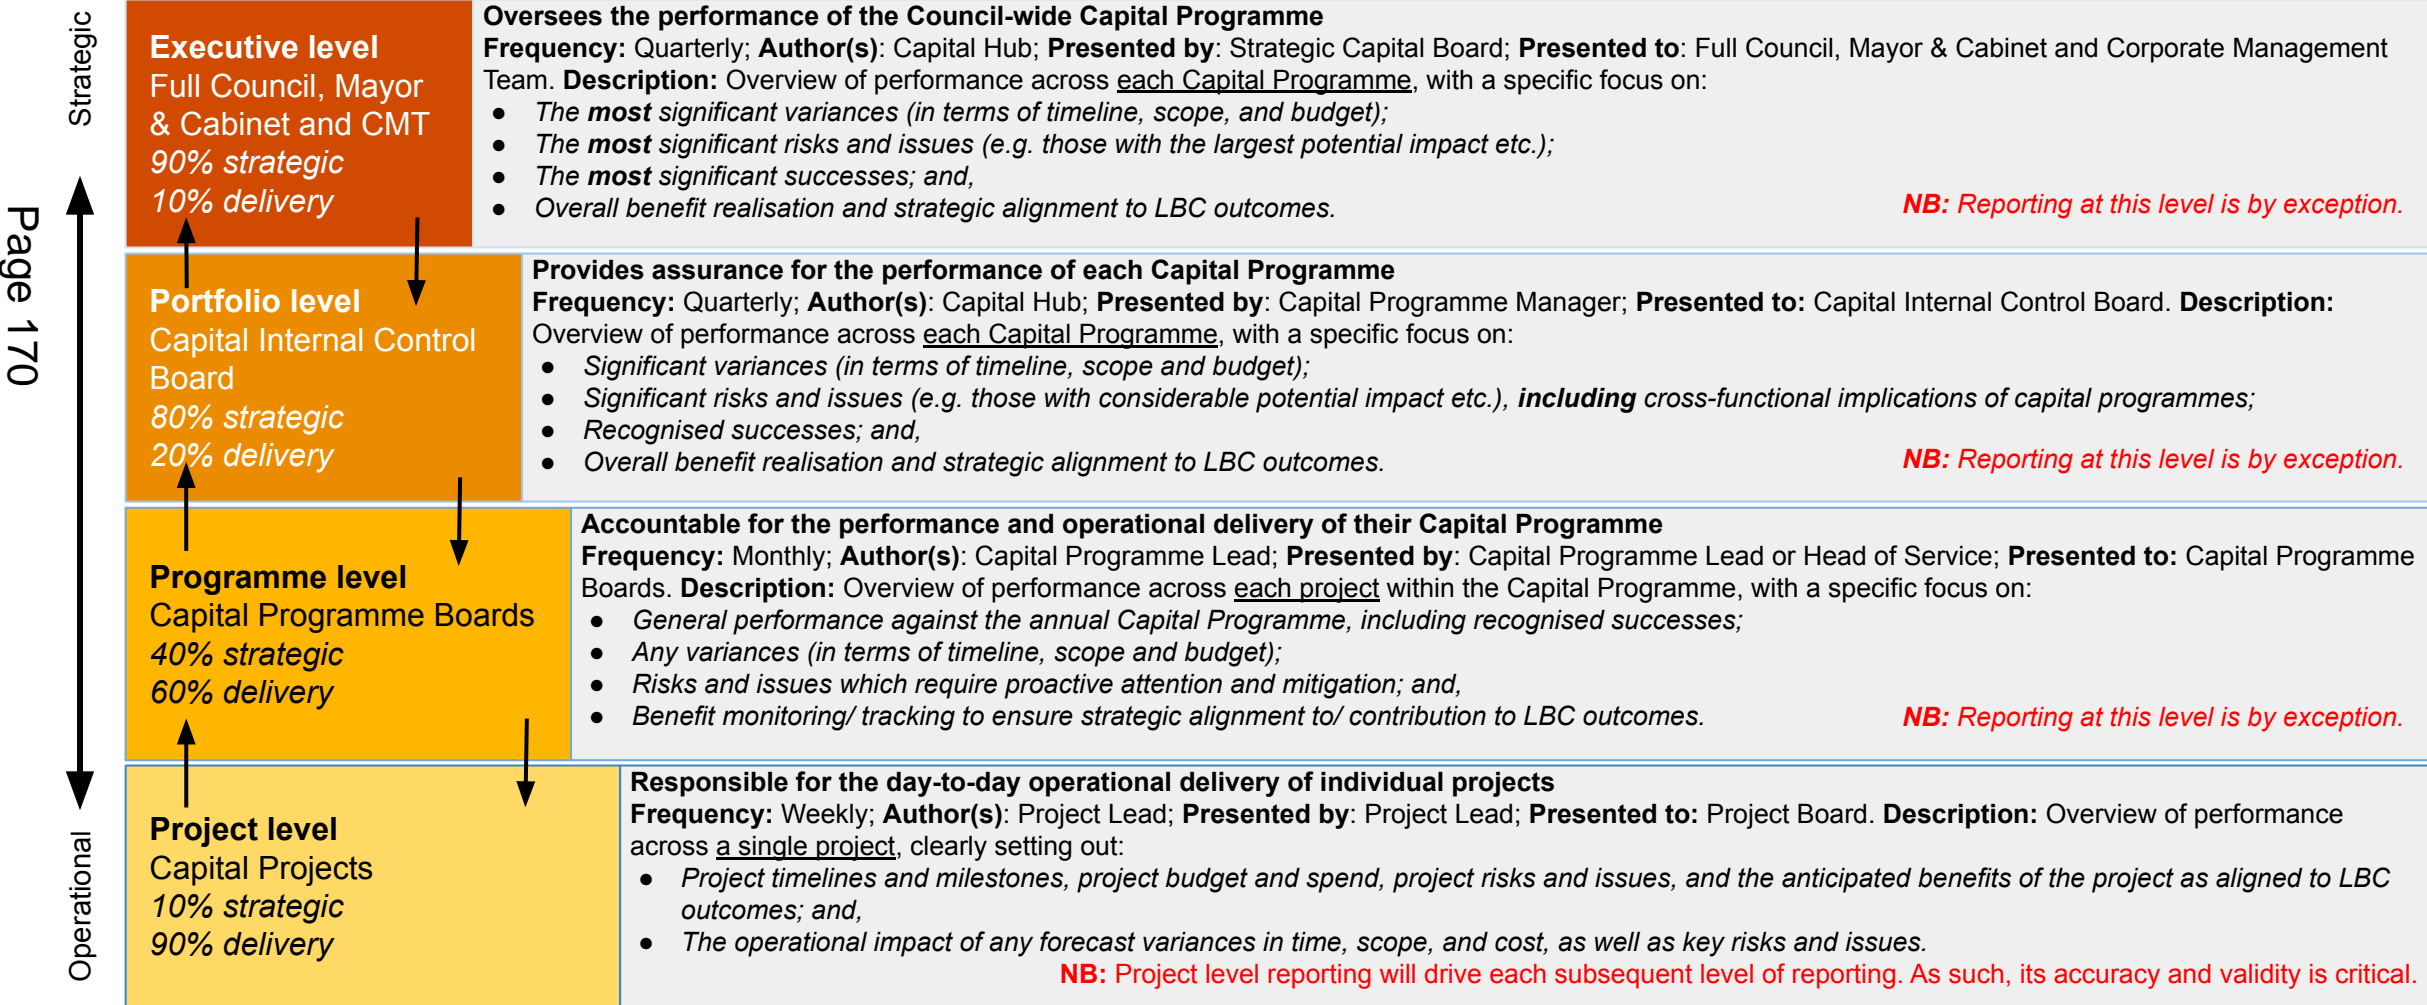 Strategic
Page 170
Operational
Executive level
Full Council, Mayor
& Cabinet and CMT
90% strategic
10% delivery
Oversees the performance of the Council-wide Capital Programme
Frequency: Quarterly; Author(s): Capital Hub; Presented by: Strategic Capital Board; Presented to: Full Council, Mayor & Cabinet and Corporate Management
Team. Description: Overview of performance across each Capital Programme, with a specific focus on:
● The most significant variances (in terms of timeline, scope, and budget);
● The most significant risks and issues (e.g. those with the largest potential impact etc.);
● The most significant successes; and,
● Overall benefit realisation and strategic alignment to LBC outcomes.
NB: Reporting at this level is by exception.
Portfolio level
Capital Internal Control
Board
80% strategic
20% delivery
Provides assurance for the performance of each Capital Programme
Frequency: Quarterly; Author(s): Capital Hub; Presented by: Capital Programme Manager; Presented to: Capital Internal Control Board. Description:
Overview of performance across each Capital Programme, with a specific focus on:
● Significant variances (in terms of timeline, scope and budget);
● Significant risks and issues (e.g. those with considerable potential impact etc.), including cross-functional implications of capital programmes;
● Recognised successes; and,
● Overall benefit realisation and strategic alignment to LBC outcomes.
NB: Reporting at this level is by exception.
Programme level
Capital Programme Boards
40% strategic
60% delivery
Accountable for the performance and operational delivery of their Capital Programme
Frequency: Monthly; Author(s): Capital Programme Lead; Presented by: Capital Programme Lead or Head of Service; Presented to: Capital Programme
Boards. Description: Overview of performance across each project within the Capital Programme, with a specific focus on:
● General performance against the annual Capital Programme, including recognised successes;
● Any variances (in terms of timeline, scope and budget);
● Risks and issues which require proactive attention and mitigation; and,
● Benefit monitoring/ tracking to ensure strategic alignment to/ contribution to LBC outcomes.
NB: Reporting at this level is by exception.
Project level
Capital Projects
10% strategic
90% delivery
Responsible for the day-to-day operational delivery of individual projects
Frequency: Weekly; Author(s): Project Lead; Presented by: Project Lead; Presented to: Project Board. Description: Overview of performance
across a single project, clearly setting out:
● Project timelines and milestones, project budget and spend, project risks and issues, and the anticipated benefits of the project as aligned to LBC
outcomes; and,
● The operational impact of any forecast variances in time, scope, and cost, as well as key risks and issues.
NB: Project level reporting will drive each subsequent level of reporting. As such, its accuracy and validity is critical.